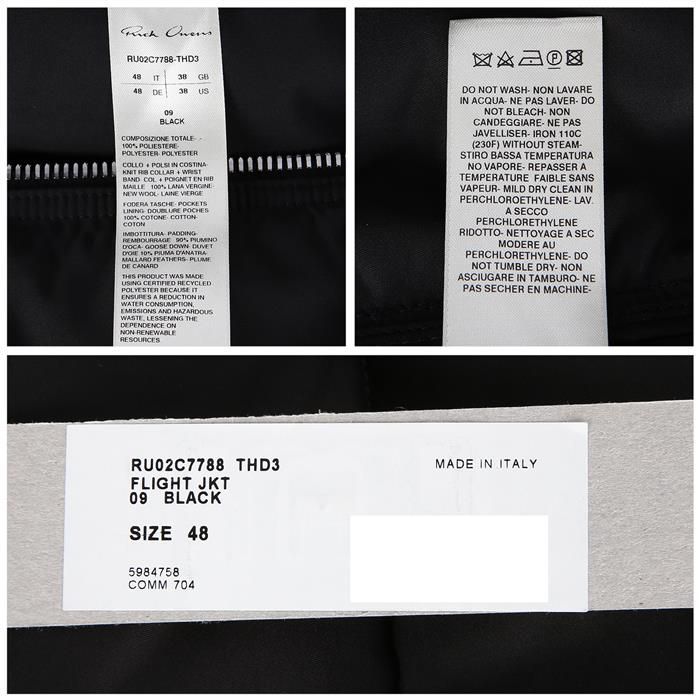 Rick Owens
RU02C7788-THD3
48 IT 38 GB
48 DE 38 US
09
BLACK
COMPOSIZIONE TOTALE- -
100% POLIESTERE-
POLYESTER- POLYESTER
COLLO + POLSI IN COSTINA-
KNIT RIB COLLAR + WRIST
BAND. COL + POIGNET EN RIB
MAILLE 100% LANA VERGINE-
NEW WOOL- LAINE VIERGE
FODERA TASCHE- POCKETS
LINING- DOUBLURE POCHES
100% COTONE- COTTON-
COTON
IMBOTTITURA- PADDING-
REMBOURRAGE 90% PIUMINO
D'OCA- GOOSE DOWN- DUVET
D'OIE 10% PIUMA D'ANATRA-
MALLARD FEATHERS- PLUME
DE CANARD
THIS PRODUCT WAS MADE
USING CERTIFIED RECYCLED
POLYESTER BECAUSE IT
ENSURES A REDUCTION IN
WATER CONSUMPTION,
EMISSIONS AND HAZARDOUS
WASTE, LESSENING THE
DEPENDENCE ON
NON-RENEWABLE
RESOURCES
P
DO NOT WASH- NON LAVARE
IN ACQUA- NE PAS LAVER- DO
NOT BLEACH- NON
CANDEGGIARE- NE PAS
JAVELLISER- IRON 110C
(230F) WITHOUT STEAM-
STIRO BASSA TEMPERATURA
NO VAPORE- REPASSER A
TEMPERATURE FAIBLE SANS
VAPEUR- MILD DRY CLEAN IN
PERCHLOROETHYLENE- LAV.
A SECCO
PERCHLOROETHYLENE
RIDOTTO- NETTOYAGE A SEC
MODERE AU
PERCHLOROETHYLENE- DO
NOT TUMBLE DRY- NON
ASCIUGARE IN TAMBURO- NE
PAS SECHER EN MACHINE-
RU02C7788 THD3
MADE IN ITALY
FLIGHT JKT
09 BLACK
SIZE 48
5984758
COMM 704